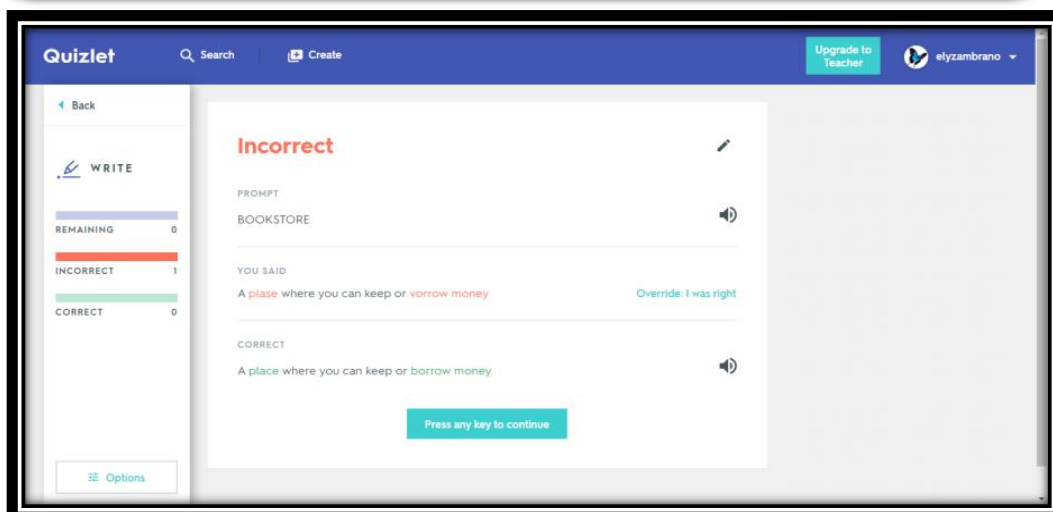 Quizlet Search Create Upgrade to
Teacher elyzambrano
Back
WRITE
REMAINING 0
INCORRECT 1
CORRECT 0
Options
Incorrect
PROMPT
BOOKSTORE
YOU SAID
A plase where you can keep or vorrow money
Override: I was right
CORRECT
A place where you can keep or borrow money.
Press any key to continue